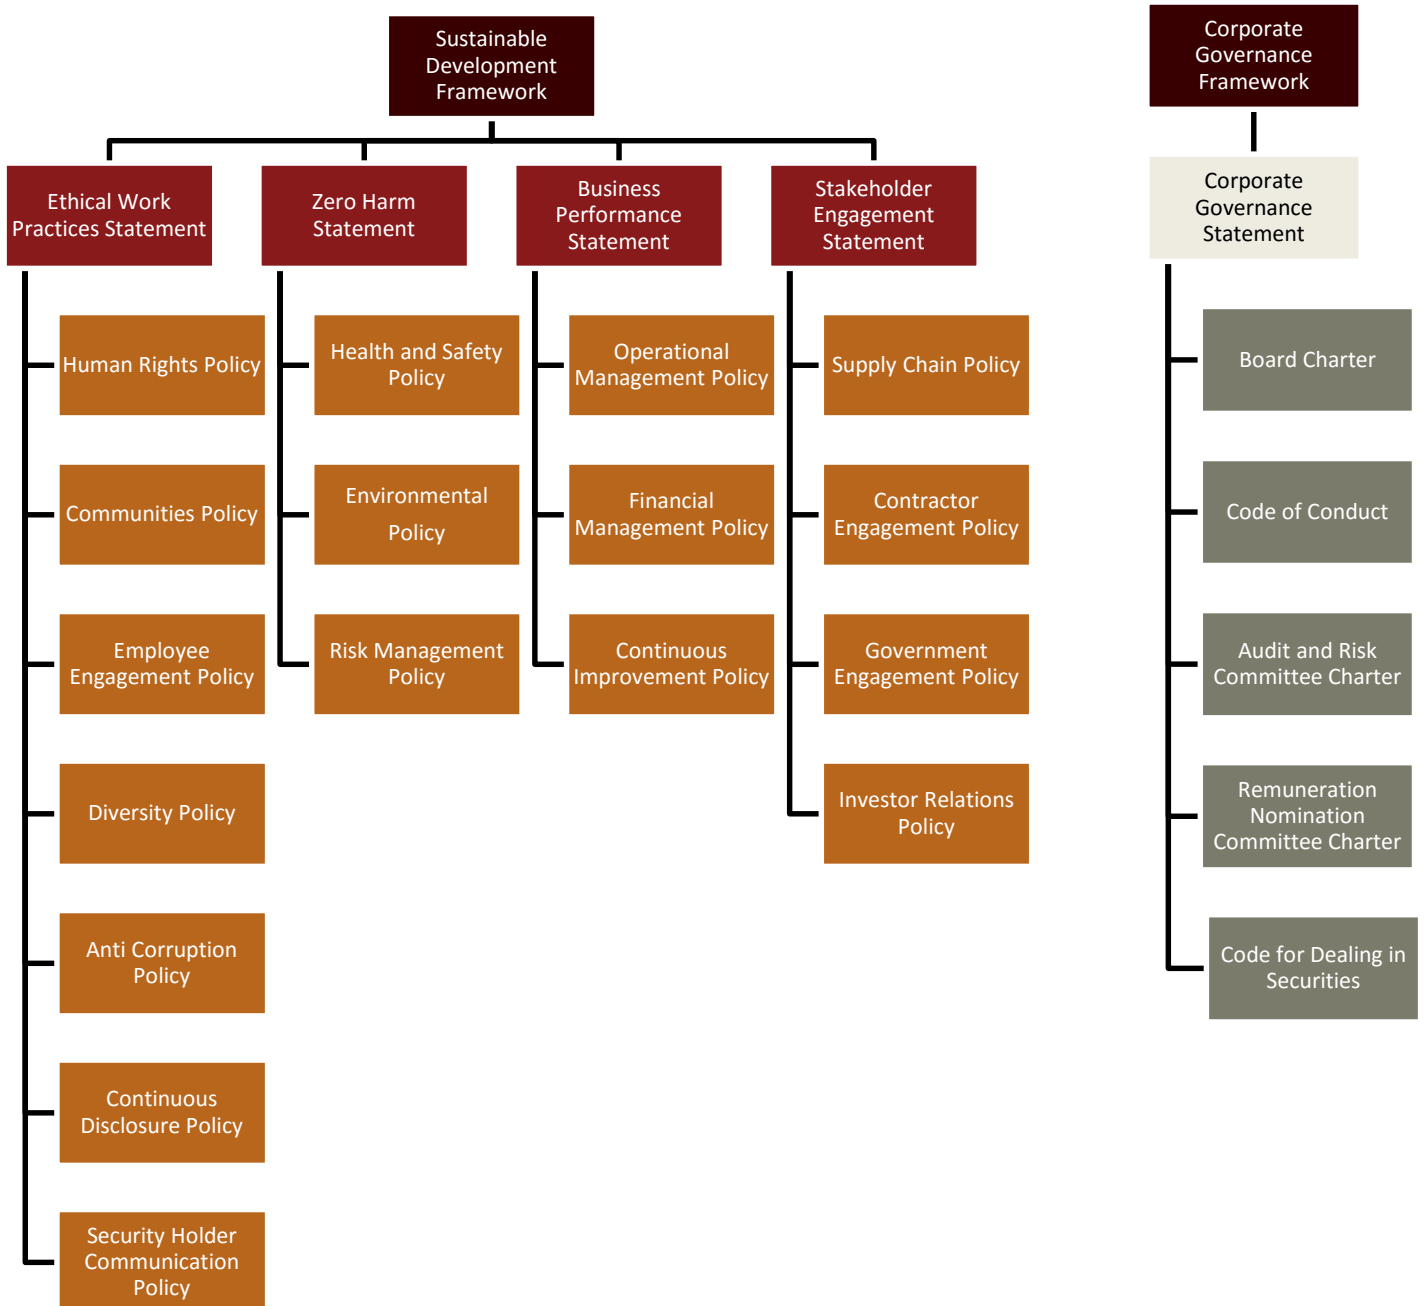 Sustainable
Development
Framework
Ethical Work
Practices Statement
Human Rights Policy
Communities Policy
Employee
Engagement Policy
Diversity Policy
Anti Corruption
Policy
Continuous
Disclosure Policy
Security Holder
Communication
Policy
Zero Harm
Statement
Health and Safety
Policy
Environmental
Policy
Risk Management
Policy
Business
Performance
Statement
Operational
Management Policy
Financial
Management Policy
Continuous
Improvement Policy
Stakeholder
Engagement
Statement
Supply Chain Policy
Contractor
Engagement Policy
Government
Engagement Policy
Investor Relations
Policy
Corporate
Governance
Framework
Corporate
Governance
Statement
Board Charter
Code of Conduct
Audit and Risk
Committee Charter
Remuneration
Nomination
Committee Charter
Code for Dealing in
Securities